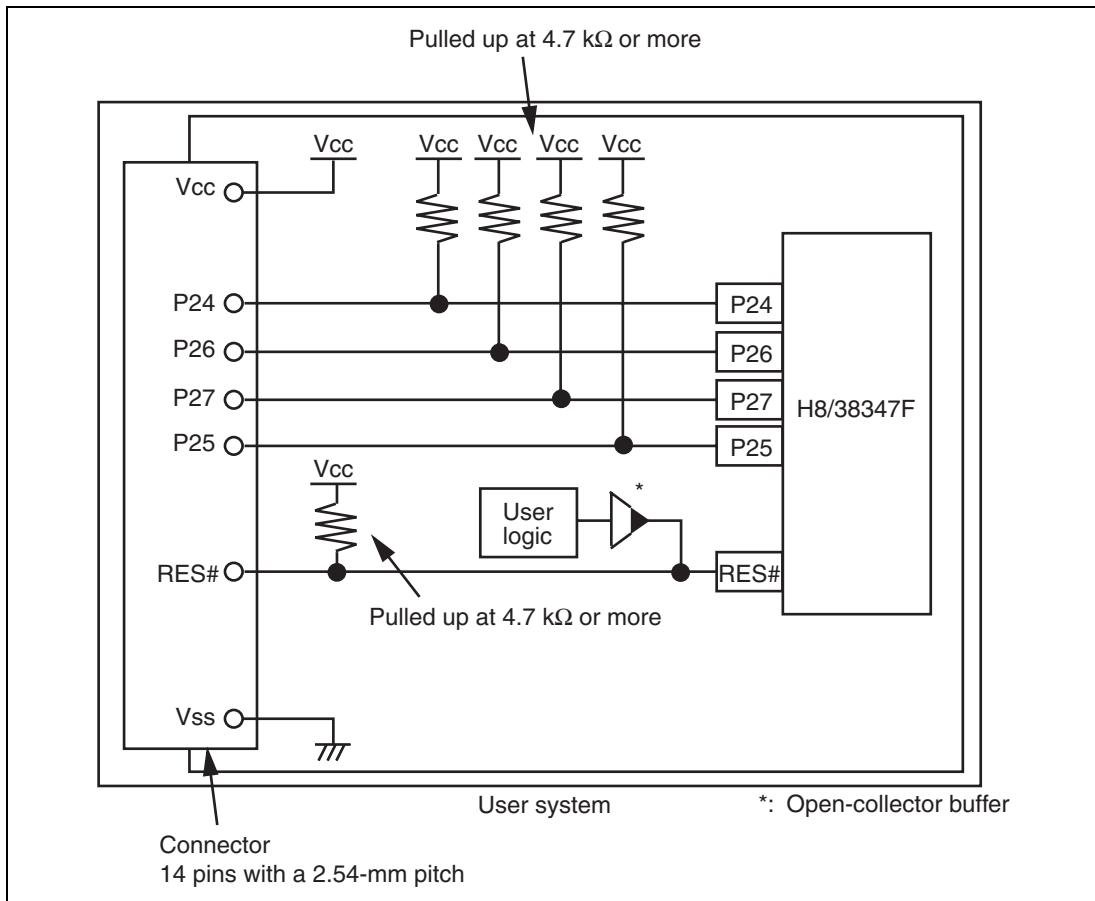 Pulled up at 4.7 kΩ or more
Vcc Vcc Vcc Vcc Vcc
Vcc
P24 P24
P26 P26
P27 P27
H8/38347F
P25 P25
Vcc
*
User
logic
RES# RES#
Pulled up at 4.7 kΩ or more
Vss
User system
*: Open-collector buffer
Connector
14 pins with a 2.54-mm pitch